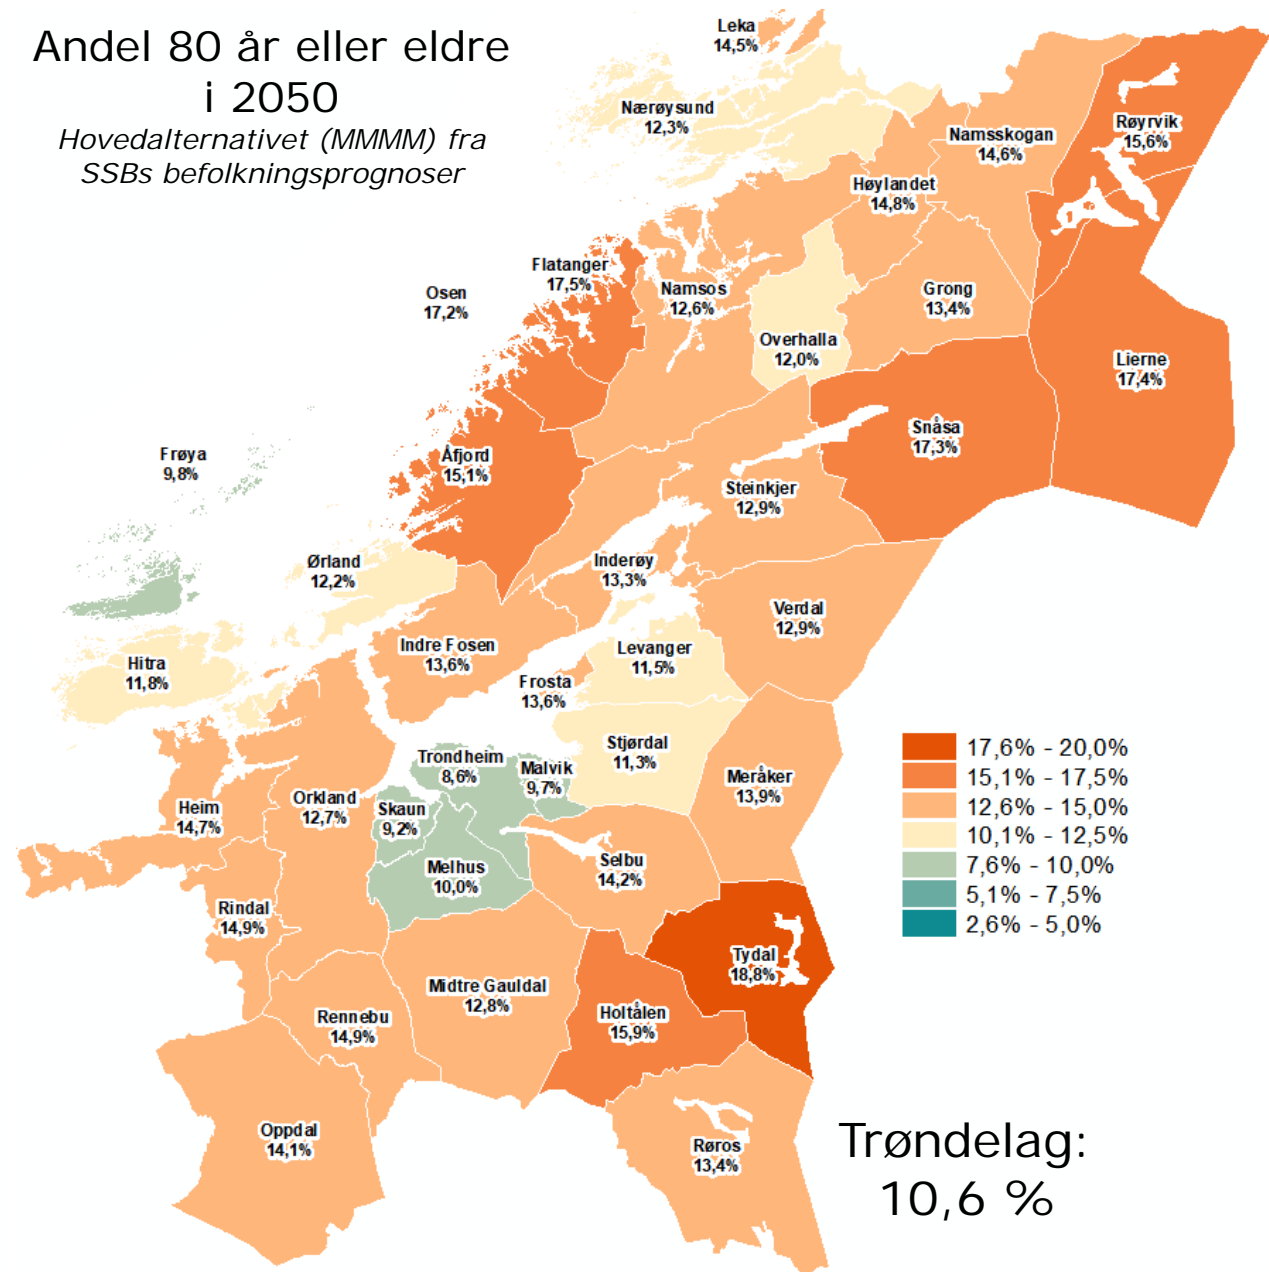 Andel 80 år eller eldre
i 2050
Hovedalternativet (MMMM) fra
SSBs befolkningsprognoser
Leka
14,5%
Nærøysund
12,3%
Røyrvik
15,6%
Namsskogan
14,6%
Høylandet
14,8%
Flatanger
17,5%
Osen
17,2%
Namsos
12,6%
Grong
13,4%
Overhalla
12,0%
Lierne
17,4%
Snåsa
17,3%
Frøya
9,8%
Åfjord
15,1%
Steinkjer
12,9%
Ørland
12,2%
Inderøy
13,3%
Verdal
12,9%
Indre Fosen
13,6%
Levanger
11,5%
Hitra
11,8%
Frosta
13,6%
Stjørdal
11,3%
Trondheim
8,6%
Malvik
9,7%
Meråker
13,9%
Heim
14,7%
Orkland
12,7%
Skaun
9,2%
Melhus
10,0%
Selbu
14,2%
Rindal
14,9%
Tydal
18,8%
Midtre Gauldal
12,8%
Holtålen
15,9%
Rennebu
14,9%
Oppdal
14,1%
Røros
13,4%
17,6% - 20,0%
15,1% - 17,5%
12,6% - 15,0%
10,1% - 12,5%
7,6% - 10,0%
5,1% - 7,5%
2,6% - 5,0%
Trøndelag:
10,6 %